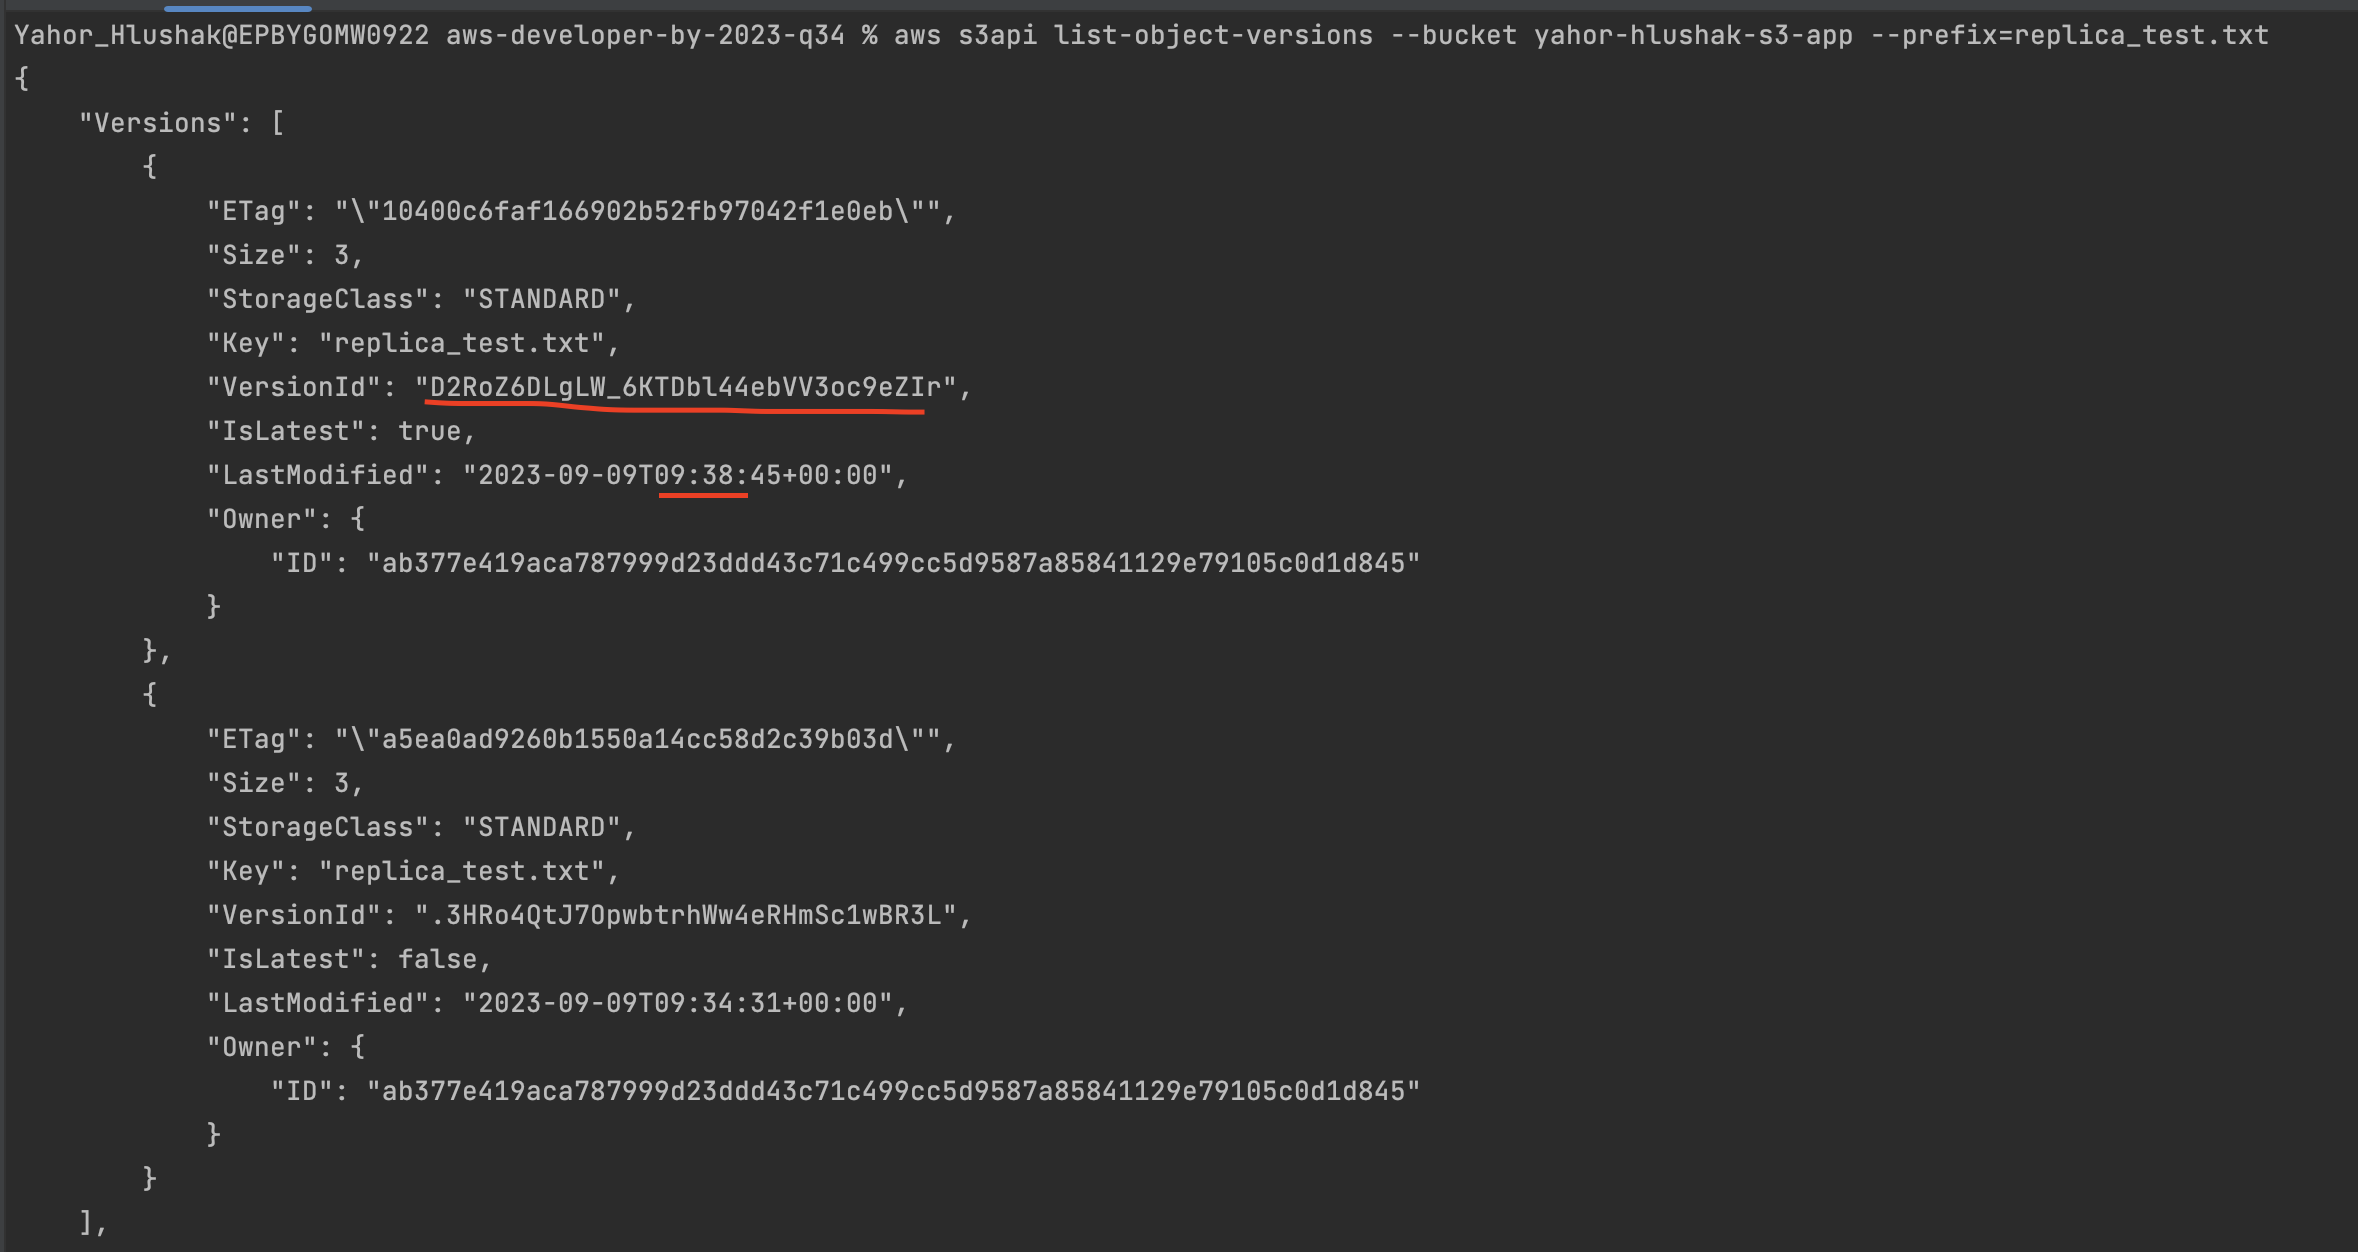 Yahor_Hlushak@EPBYGOMW0922 aws-developer-by-2023-q34 % aws s3api list-object-versions --bucket yahor-hlushak-s3-app --prefix=replica_test.txt
{
    "Versions": [
        {
            "ETag": "\"10400c6faf166902b52fb97042f1e0eb\"",
            "Size": 3,
            "StorageClass": "STANDARD",
            "Key": "replica_test.txt",
            "VersionId": "D2RoZ6DLgLW_6KTDbl44ebVV3oc9eZIr",
            "IsLatest": true,
            "LastModified": "2023-09-09T09:38:45+00:00",
            "Owner": {
                "ID": "ab377e419aca787999d23ddd43c71c499cc5d9587a85841129e79105c0d1d845"
            }
        },
        {
            "ETag": "\"a5ea0ad9260b1550a14cc58d2c39b03d\"",
            "Size": 3,
            "StorageClass": "STANDARD",
            "Key": "replica_test.txt",
            "VersionId": ".3HRo4QtJ7OpwbtrhWw4eRHmSc1wBR3L",
            "IsLatest": false,
            "LastModified": "2023-09-09T09:34:31+00:00",
            "Owner": {
                "ID": "ab377e419aca787999d23ddd43c71c499cc5d9587a85841129e79105c0d1d845"
            }
        }
    ],